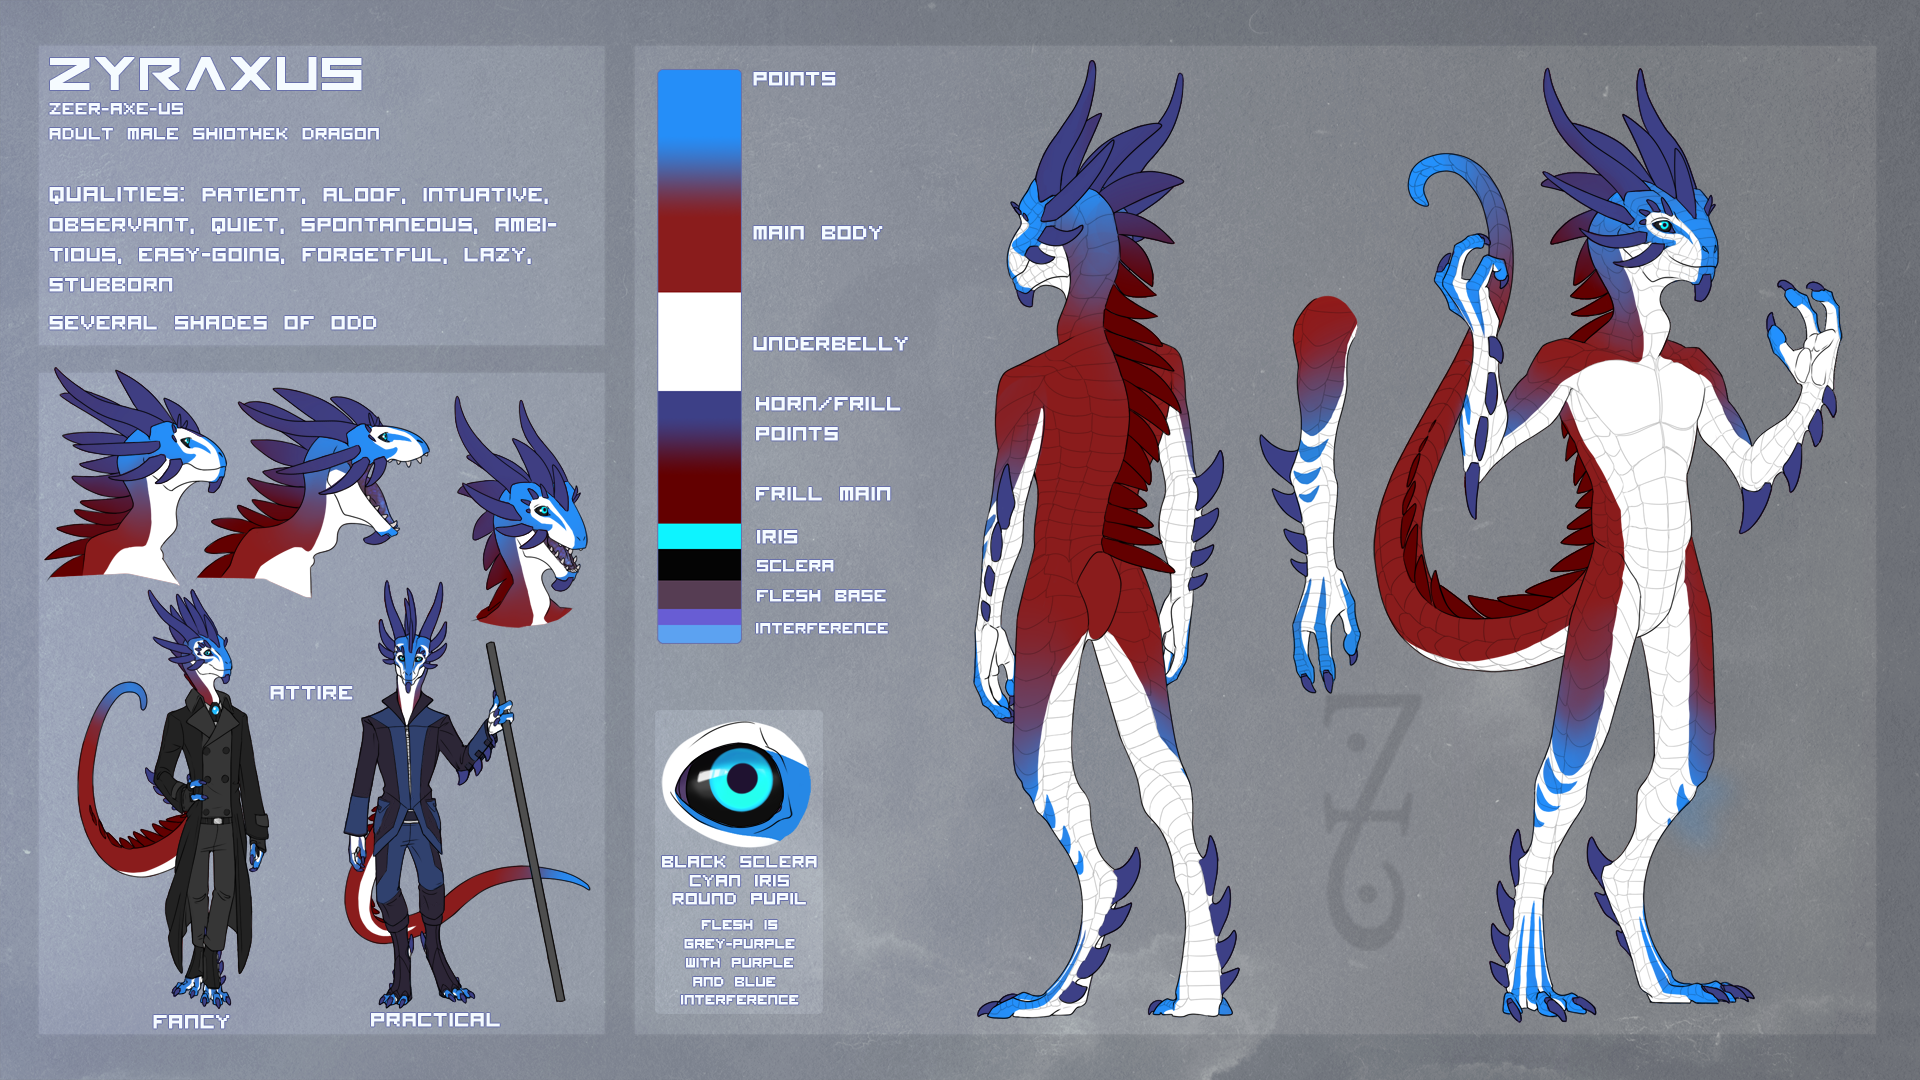 ZYRAXUS
ZEER-AXE-US
ADULT MALE SHIOTHEK DRAGON
QUALITIES: PATIENT, ALOOF, INTUATIVE,
OBSERVANT, QUIET, SPONTANEOUS, AMBI-
TIOUS, EASY-GOING, FORGETFUL, LAZY,
STUBBORN
SEVERAL SHADES OF ODD
ATTIRE
FANCY
PRACTICAL
POINTS
MAIN BODY
UNDERBELLY
HORN/FRILL
POINTS
FRILL MAIN
IRIS
SCLERA
FLESH BASE
INTERFERENCE
BLACK SCLERA
CYAN IRIS
ROUND PUPIL
FLESH IS
GREY-PURPLE
WITH PURPLE
AND BLUE
INTERFERENCE